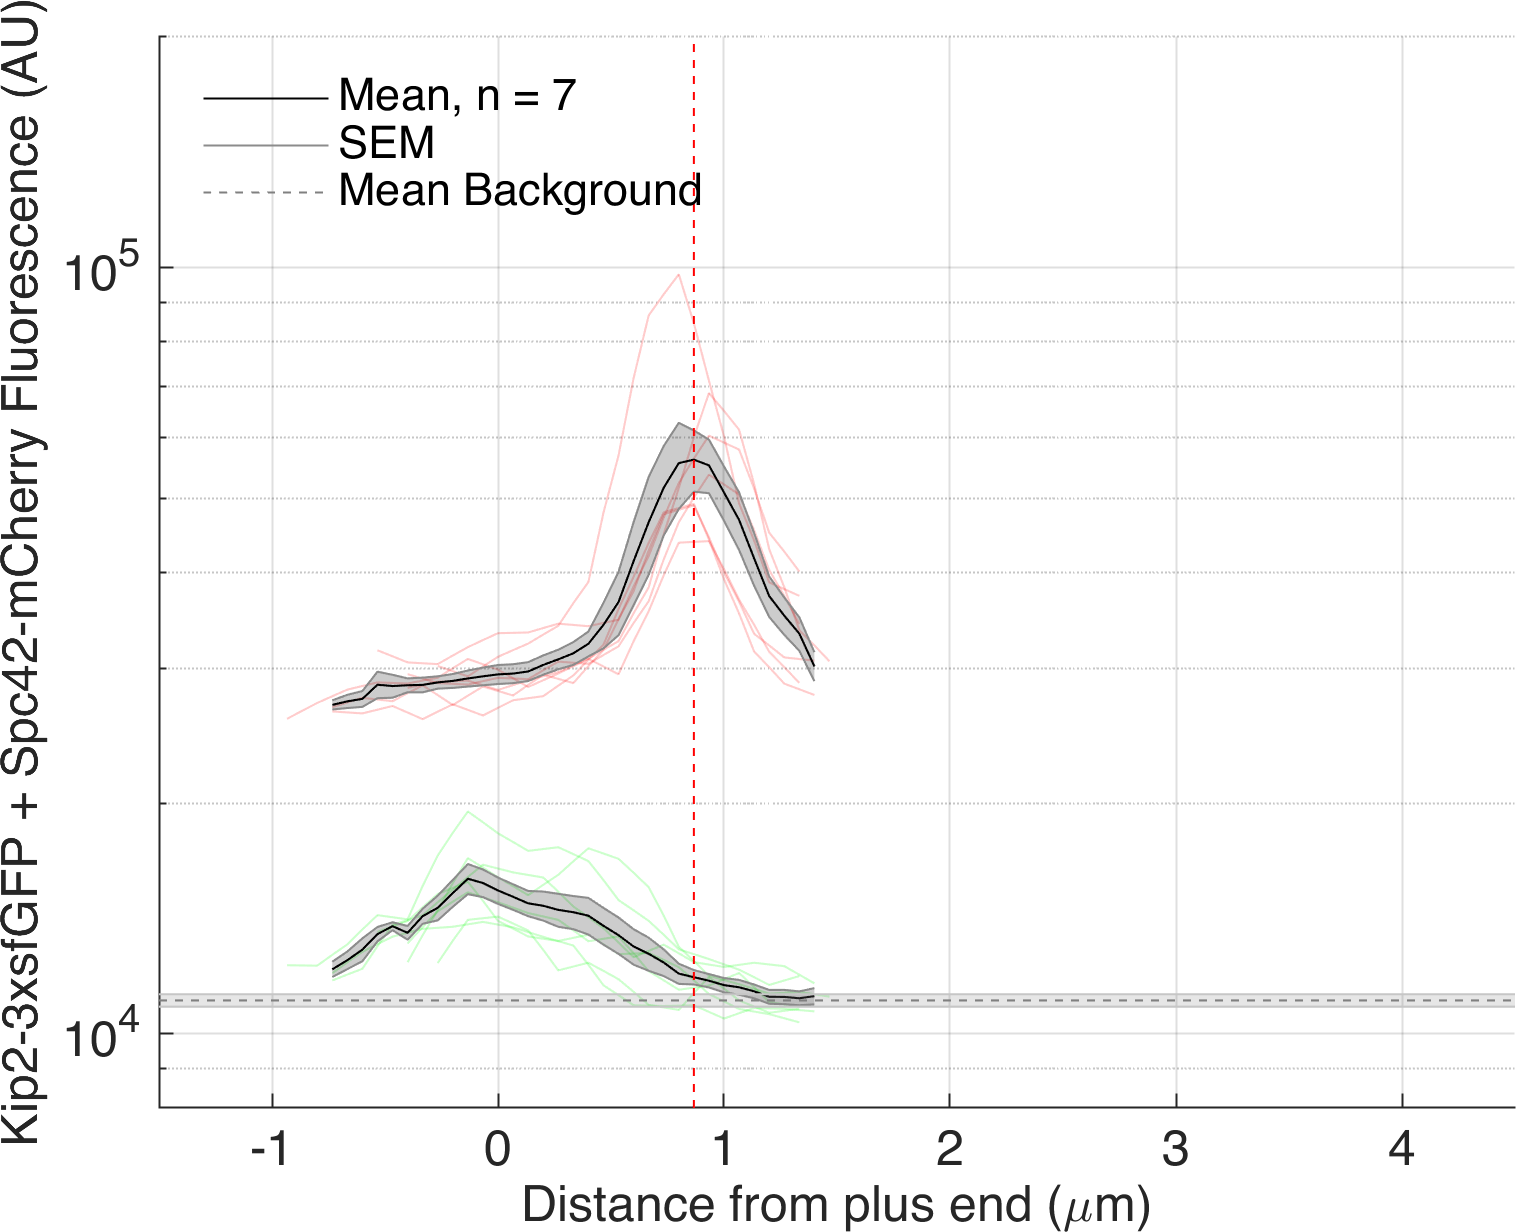 Kip2-3xsfGFP + Spc42-mCherry Fluorescence (AU)
Mean, n = 7
SEM
Mean Background
10^5
10^4
-1 0 1 2 3 4
Distance from plus end (μm)